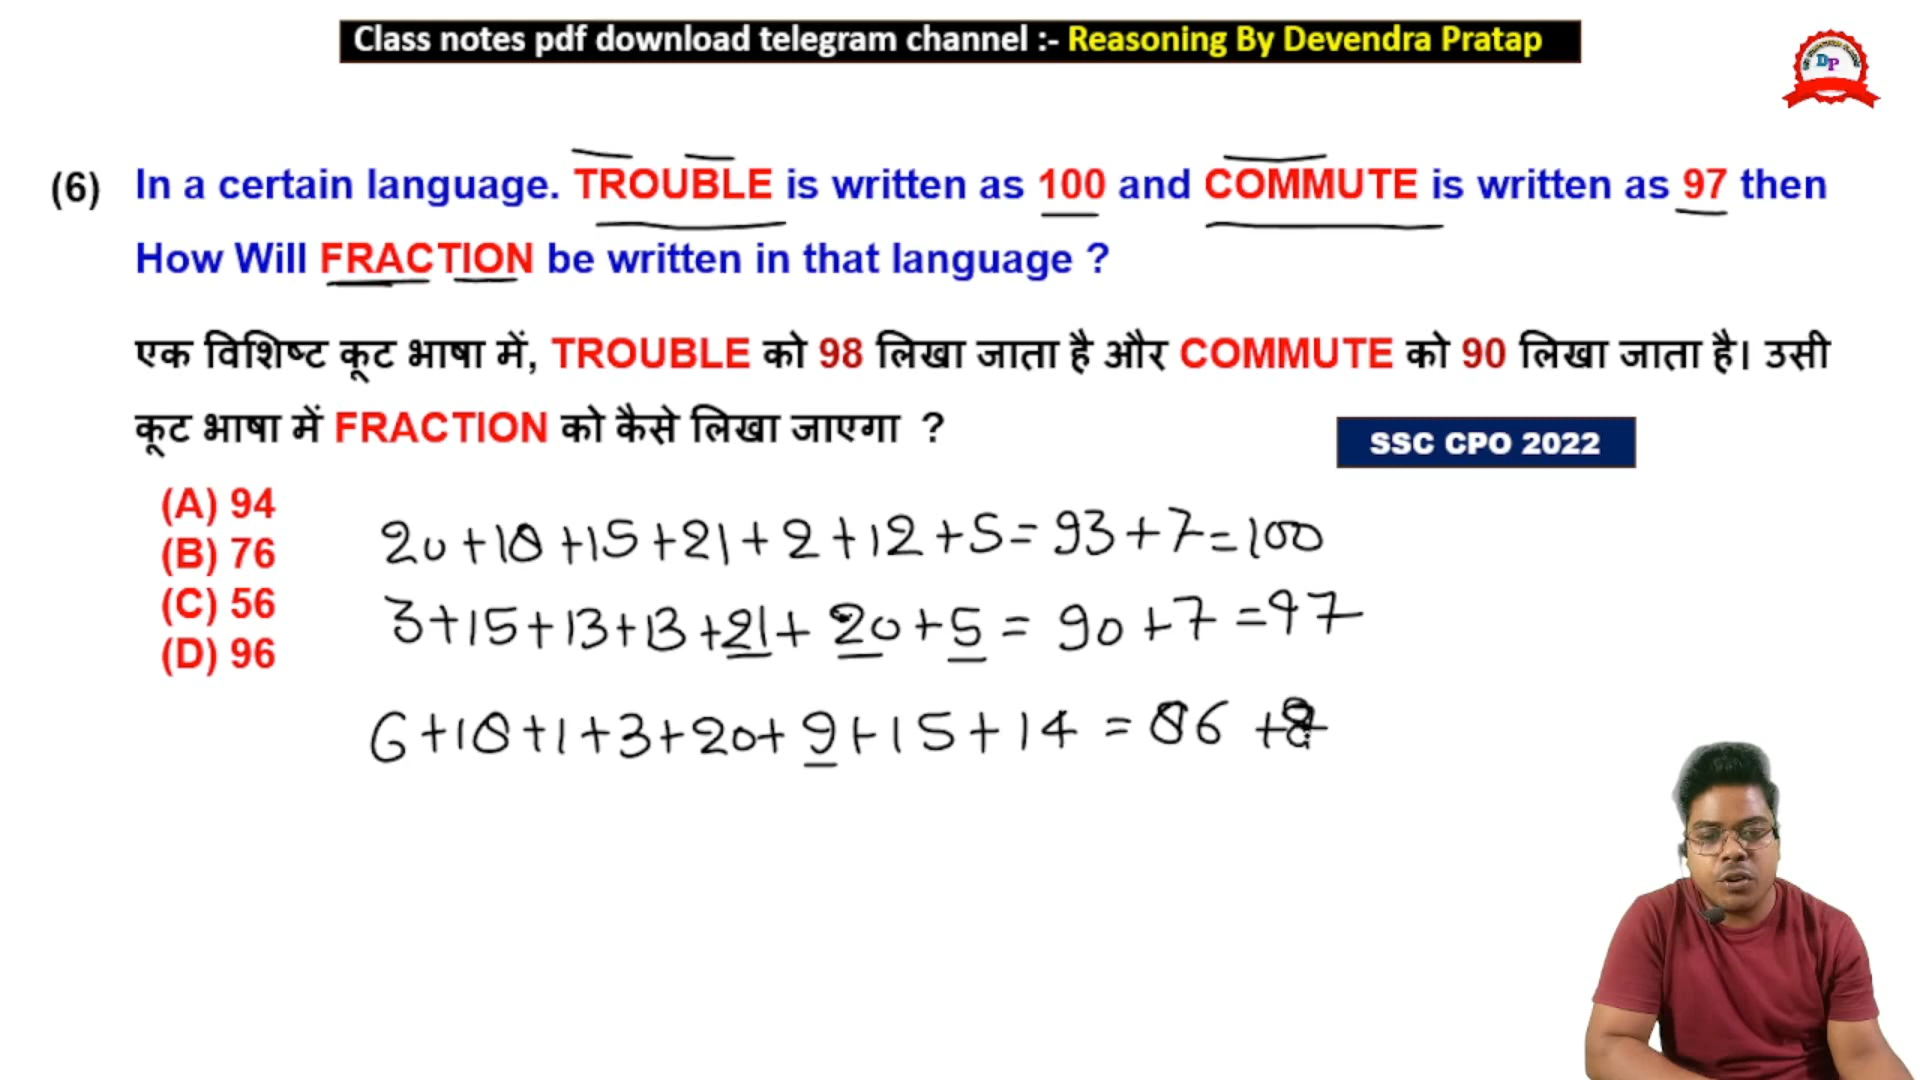 Class notes pdf download telegram channel :- Reasoning By Devendra Pratap
DP
(6) In a certain language. TROUBLE is written as 100 and COMMUTE is written as 97 then
How Will FRACTION be written in that language ?
एक विशिष्ट कूट भाषा में, TROUBLE को 98 लिखा जाता है और COMMUTE को 90 लिखा जाता है। उसी
कूट भाषा में FRACTION को कैसे लिखा जाएगा ?
SSC CPO 2022
(A) 94
(B) 76
(C) 56
(D) 96
20+18+15+21+2+12+5=93+7=100
3+15+13+13+21+20+5=90+7=97
6+18+1+3+20+9+15+14=86+8